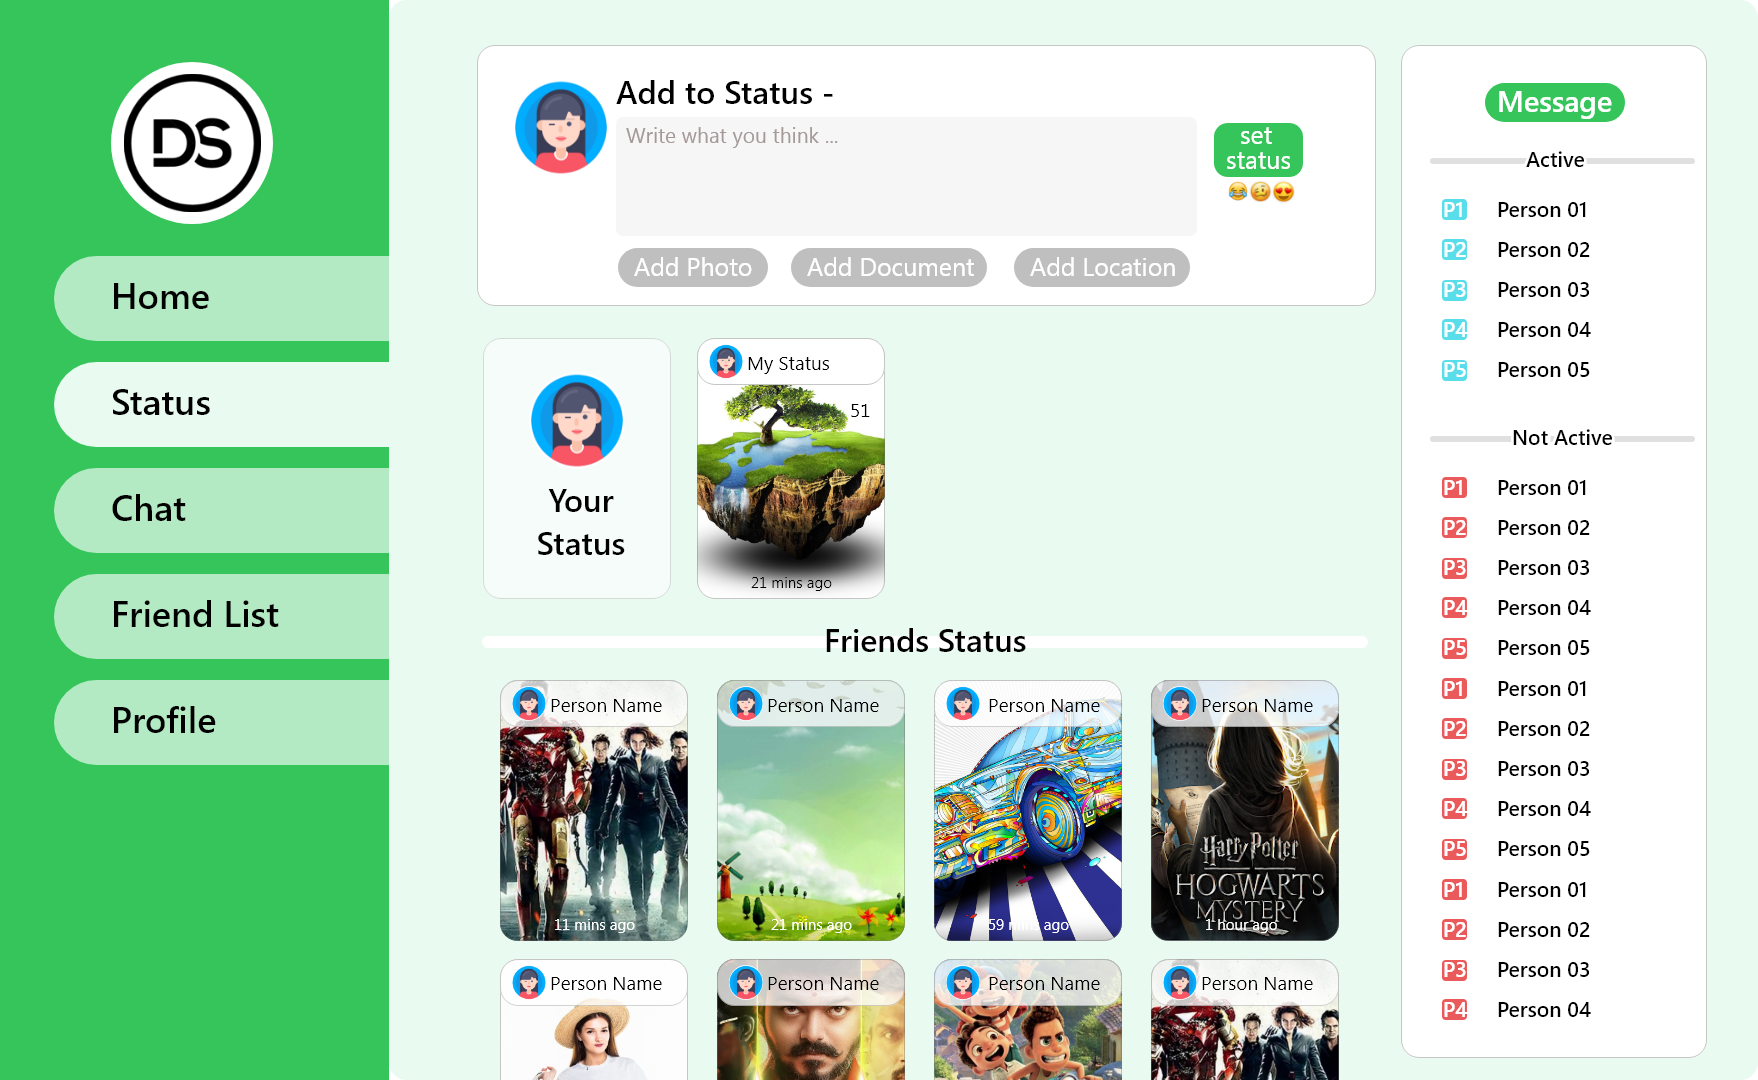 DS
Home
Status
Chat
Friend List
Profile
Add to Status -
Write what you think ...
set
status
Add Photo
Add Document
Add Location
Your
Status
My Status
51
21 mins ago
Friends Status
Person Name
11 mins ago
Person Name
21 mins ago
Person Name
59 mins ago
Person Name
Harry Potter
HOGWARTS
MYSTERY
1 hour ago
Person Name
Person Name
Person Name
Person Name
Message
Active
P1 Person 01
P2 Person 02
P3 Person 03
P4 Person 04
P5 Person 05
Not Active
P1 Person 01
P2 Person 02
P3 Person 03
P4 Person 04
P5 Person 05
P1 Person 01
P2 Person 02
P3 Person 03
P4 Person 04
P5 Person 05
P1 Person 01
P2 Person 02
P3 Person 03
P4 Person 04